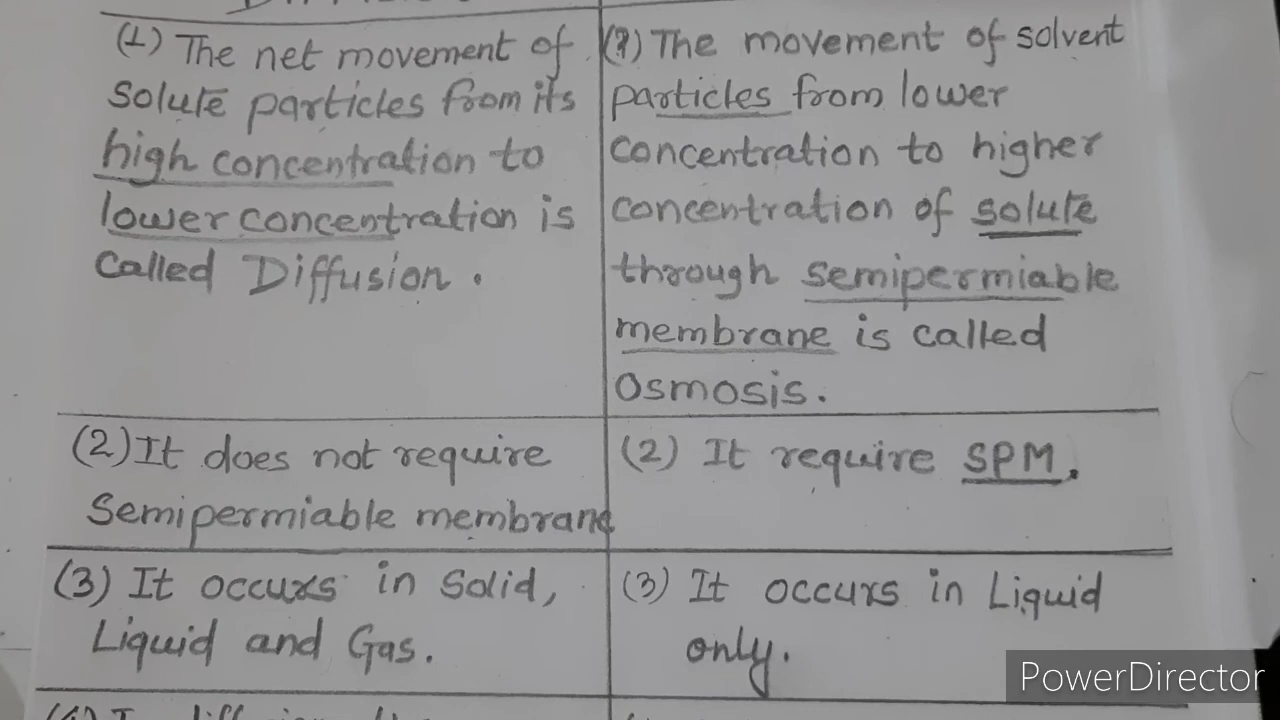 (1) The net movement of
solute particles from its
high concentration to
lower concentration is
called Diffusion.
(1) The movement of solvent
particles from lower
concentration to higher
concentration of solute
through semipermiable
membrane is called
Osmosis.
(2) It does not require
Semipermiable membrane
(2) It require SPM.
(3) It occurs in Solid,
Liquid and Gas.
(3) It occurs in Liquid
only.
PowerDirector